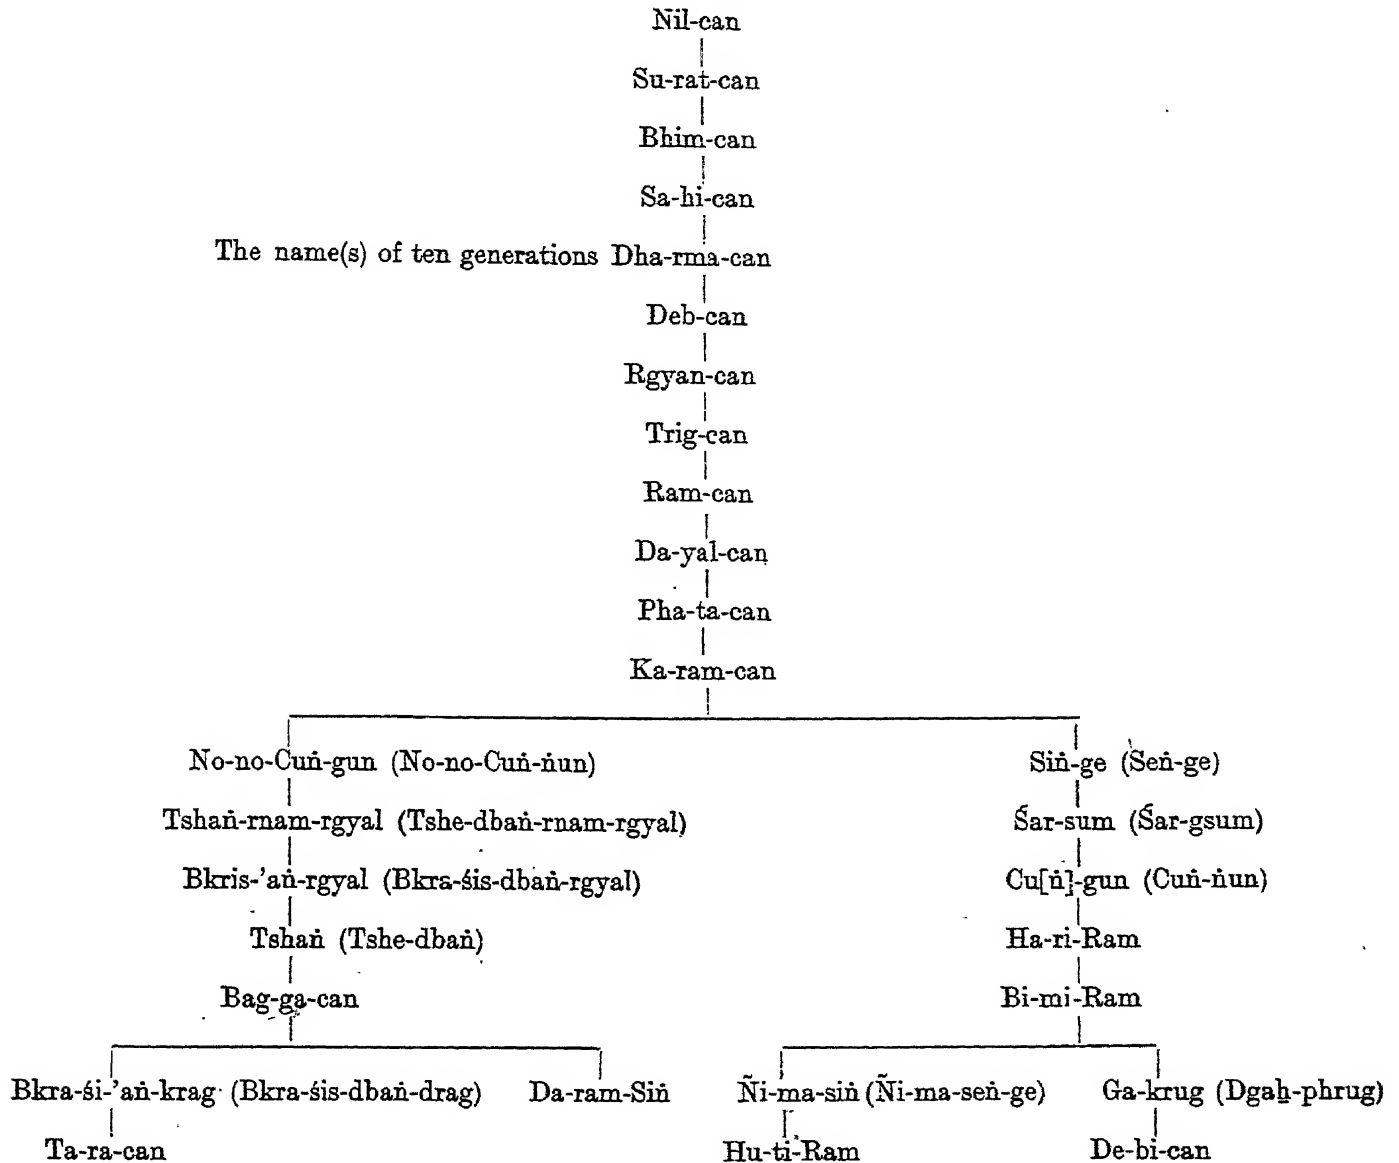 Ñil-can
Su-rat-can
Bhim-can
Sa-hi-can
The name(s) of ten generations Dha-rma-can
Deb-can
Rgyan-can
Trig-can
Ram-can
Da-yal-can
Pha-ta-can
Ka-ram-can
No-no-Cuṅ-gun (No-no-Cuṅ-ṅun) Siṅ-ge (Seṅ-ge)
Tshaṅ-rnam-rgyal (Tshe-dbaṅ-rnam-rgyal) Śar-sum (Śar-gsum)
Bkris-’aṅ-rgyal (Bkra-śis-dbaṅ-rgyal) Cu[ṅ]-gun (Cuṅ-ṅun)
Tshaṅ (Tshe-dbaṅ) Ha-ri-Ram
Bag-ga-can Bi-mi-Ram
Bkra-śi-’aṅ-krag (Bkra-śis-dbaṅ-drag) Da-ram-Siṅ Ñi-ma-siṅ (Ñi-ma-seṅ-ge) Ga-krug (Dgaẖ-phrug)
Ta-ra-can Hu-ti-Ram De-bi-can